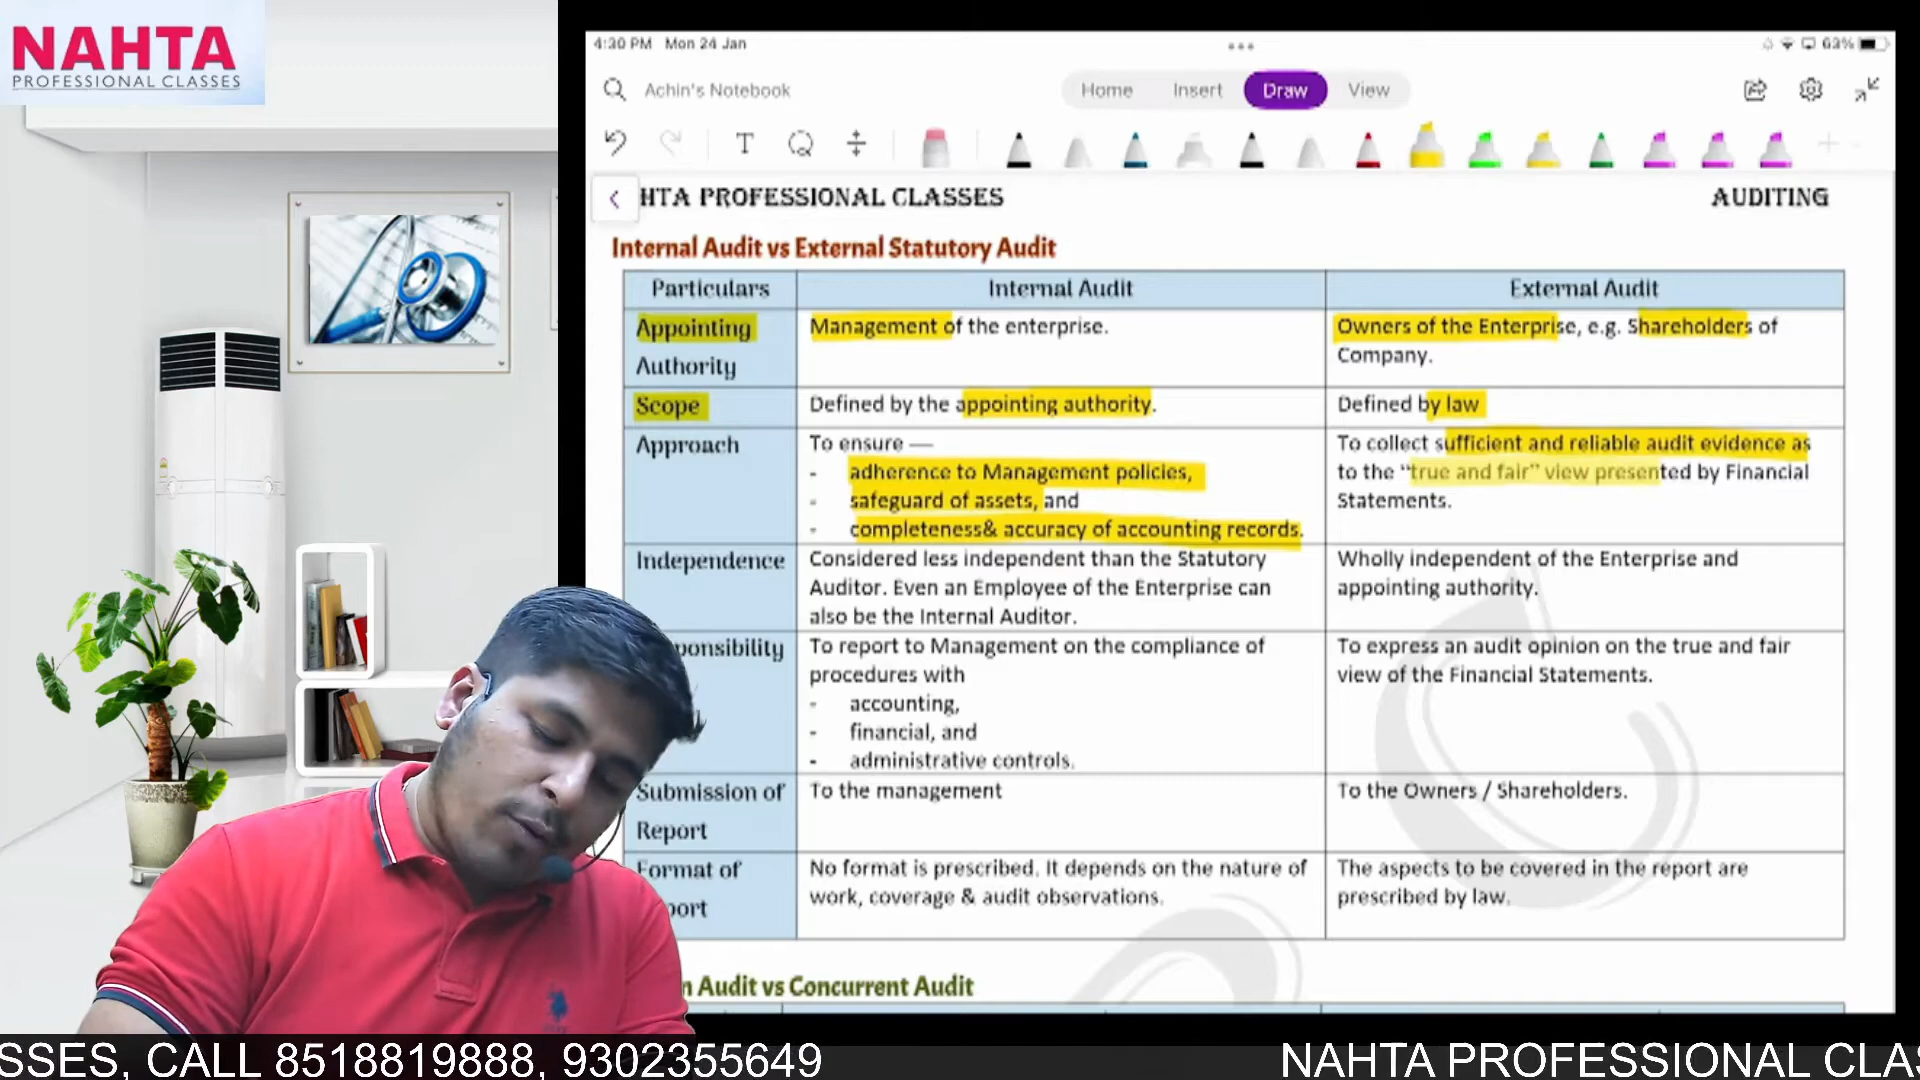 NAHTA
PROFESSIONAL CLASSES
4:30 PM Mon 24 Jan
63%
Achin's Notebook
Home Insert Draw View
HTA PROFESSIONAL CLASSES AUDITING
Internal Audit vs External Statutory Audit
Particulars Internal Audit External Audit
Appointing Authority
Management of the enterprise.
Owners of the Enterprise, e.g. Shareholders of
Company.
Scope
Defined by the appointing authority.
Defined by law
Approach
To ensure —
- adherence to Management policies,
- safeguard of assets, and
- completeness& accuracy of accounting records.
To collect sufficient and reliable audit evidence as
to the “true and fair” view presented by Financial
Statements.
Independence
Considered less independent than the Statutory
Auditor. Even an Employee of the Enterprise can
also be the Internal Auditor.
Wholly independent of the Enterprise and
appointing authority.
ponsibility
To report to Management on the compliance of
procedures with
- accounting,
- financial, and
- administrative controls.
To express an audit opinion on the true and fair
view of the Financial Statements.
Submission of
Report
To the management
To the Owners / Shareholders.
Format of
port
No format is prescribed. It depends on the nature of
work, coverage & audit observations.
The aspects to be covered in the report are
prescribed by law.
n Audit vs Concurrent Audit
SSES, CALL 8518819888, 9302355649 NAHTA PROFESSIONAL CLAS